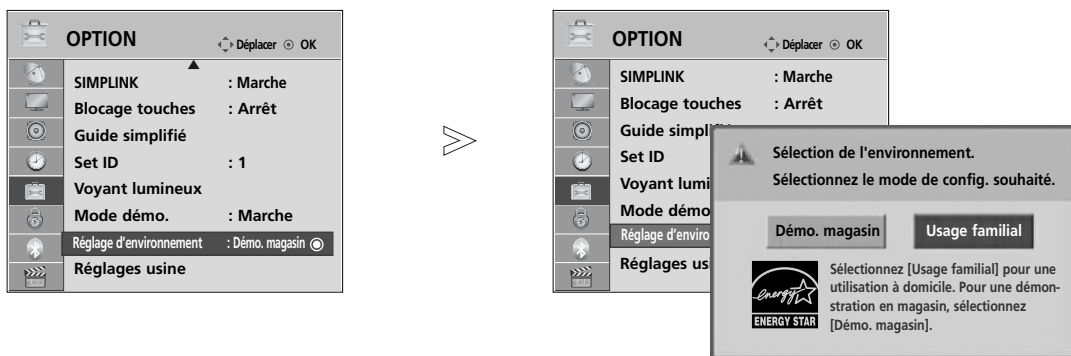 OPTION
Déplacer OK
SIMPLINK : Marche
Blocage touches : Arrêt
Guide simplifié
Set ID : 1
Voyant lumineux
Mode démo. : Marche
Réglage d'environnement : Démo. magasin
Réglages usine
OPTION
Déplacer OK
SIMPLINK : Marche
Blocage touches : Arrêt
Guide simplifié
Set ID
Voyant lumi
Mode démo
Réglage d'enviro
Réglages usi
Sélection de l'environnement.
Sélectionnez le mode de config. souhaité.
Démo. magasin
Usage familial
energy
ENERGY STAR
Sélectionnez [Usage familial] pour une
utilisation à domicile. Pour une démon-
stration en magasin, sélectionnez
[Démo. magasin].